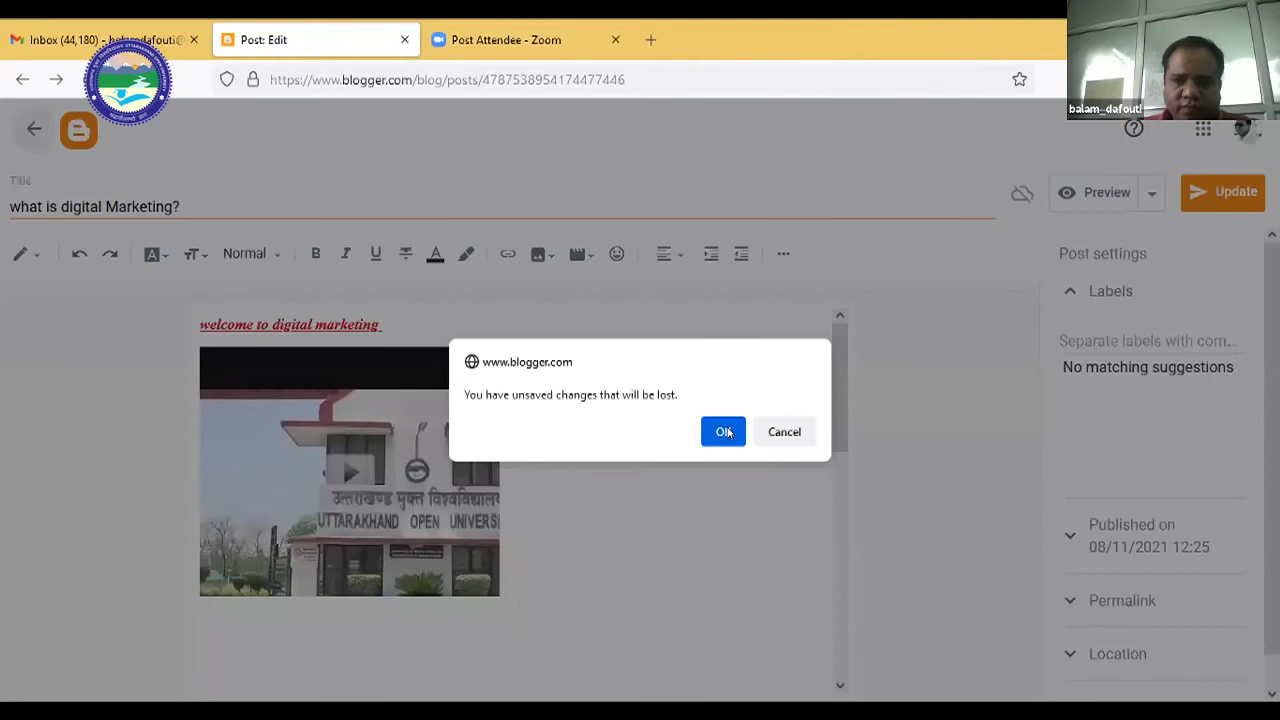 Inbox (44,180) - balamdafouti@
Post: Edit
Post Attendee - Zoom
https://www.blogger.com/blog/posts/4787538954174477446
balam_dafouti
Title
what is digital Marketing?
Preview
Update
Normal
Post settings
Labels
Separate labels with com...
No matching suggestions
welcome to digital marketing
www.blogger.com
You have unsaved changes that will be lost.
OK
Cancel
उत्तराखण्ड मुक्त विश्वविद्यालय
UTTARAKHAND OPEN UNIVERS
Published on
08/11/2021 12:25
Permalink
Location